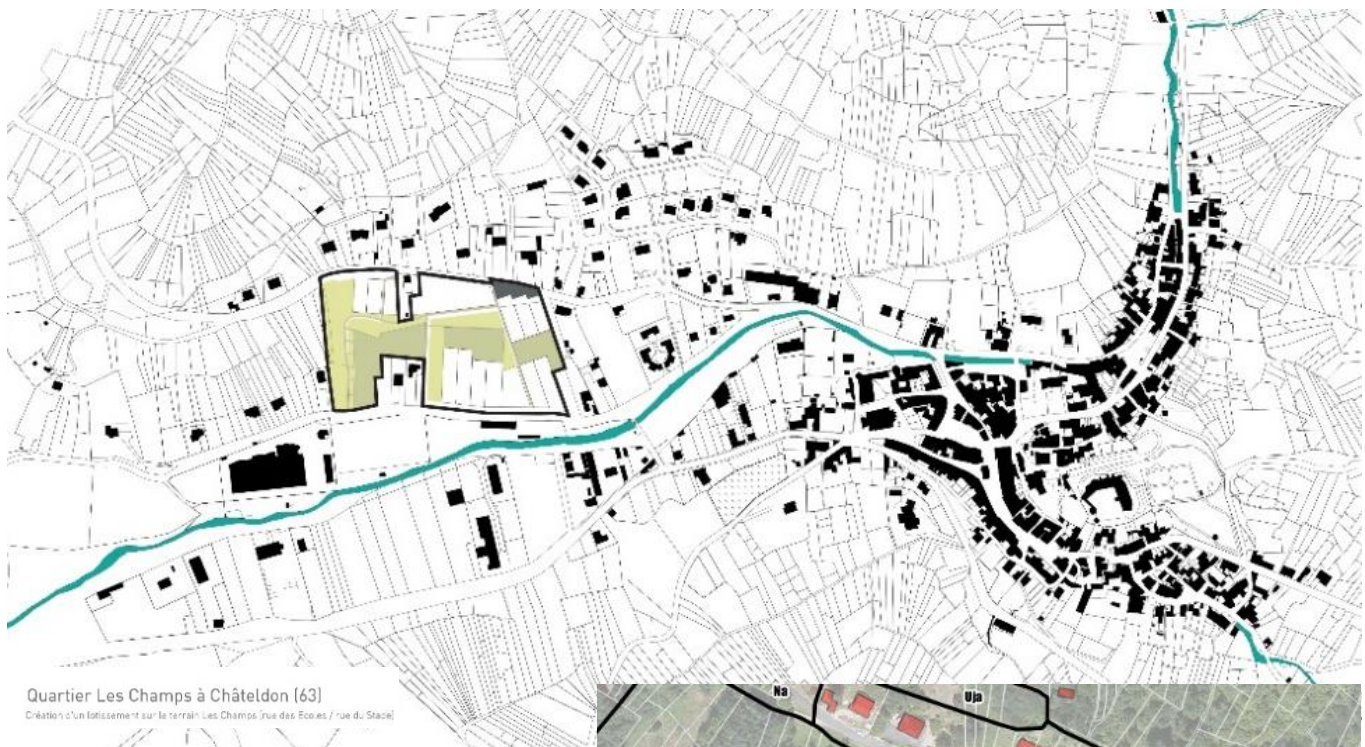 Quartier Les Champs à Châteldon (63)
Création d'un lotissement sur le terrain Les Champs (rue des Ecoles / rue du Stade)
Na
Uja